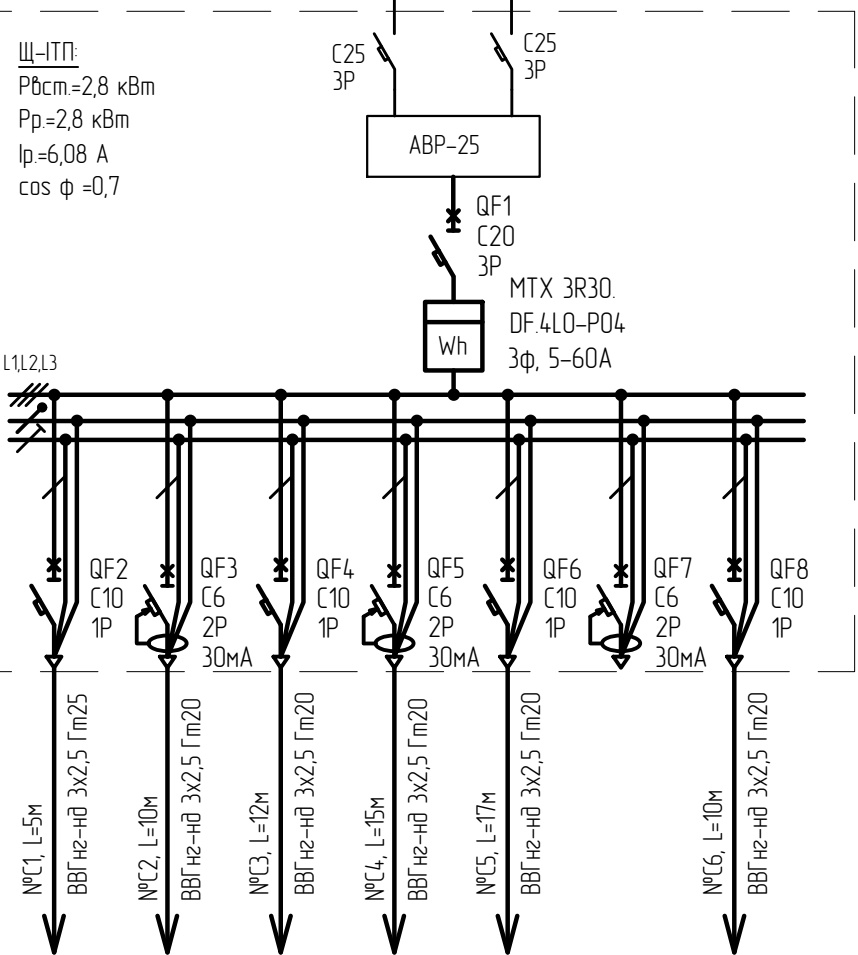 Щ-ІТП:
Рвст.=2,8 кВт
Рр.=2,8 кВт
Ір.=6,08 А
cos φ =0,7
С25
3Р
С25
3Р
АВР-25
QF1
С20
3Р
MTX 3R30.
DF.4L0-PO4
3ф, 5-60А
Wh
L1,L2,L3
QF2
С10
1Р
QF3
С6
2Р
30мА
QF4
С10
1Р
QF5
С6
2Р
30мА
QF6
С10
1Р
QF7
С6
2Р
30мА
QF8
С10
1Р
№С1, L=5м
ВВГнг-нд 3х2,5 Гт25
№С2, L=10м
ВВГнг-нд 3х2,5 Гт20
№С3, L=12м
ВВГнг-нд 3х2,5 Гт20
№С4, L=15м
ВВГнг-нд 3х2,5 Гт20
№С5, L=17м
ВВГнг-нд 3х2,5 Гт20
№С6, L=10м
ВВГнг-нд 3х2,5 Гт20